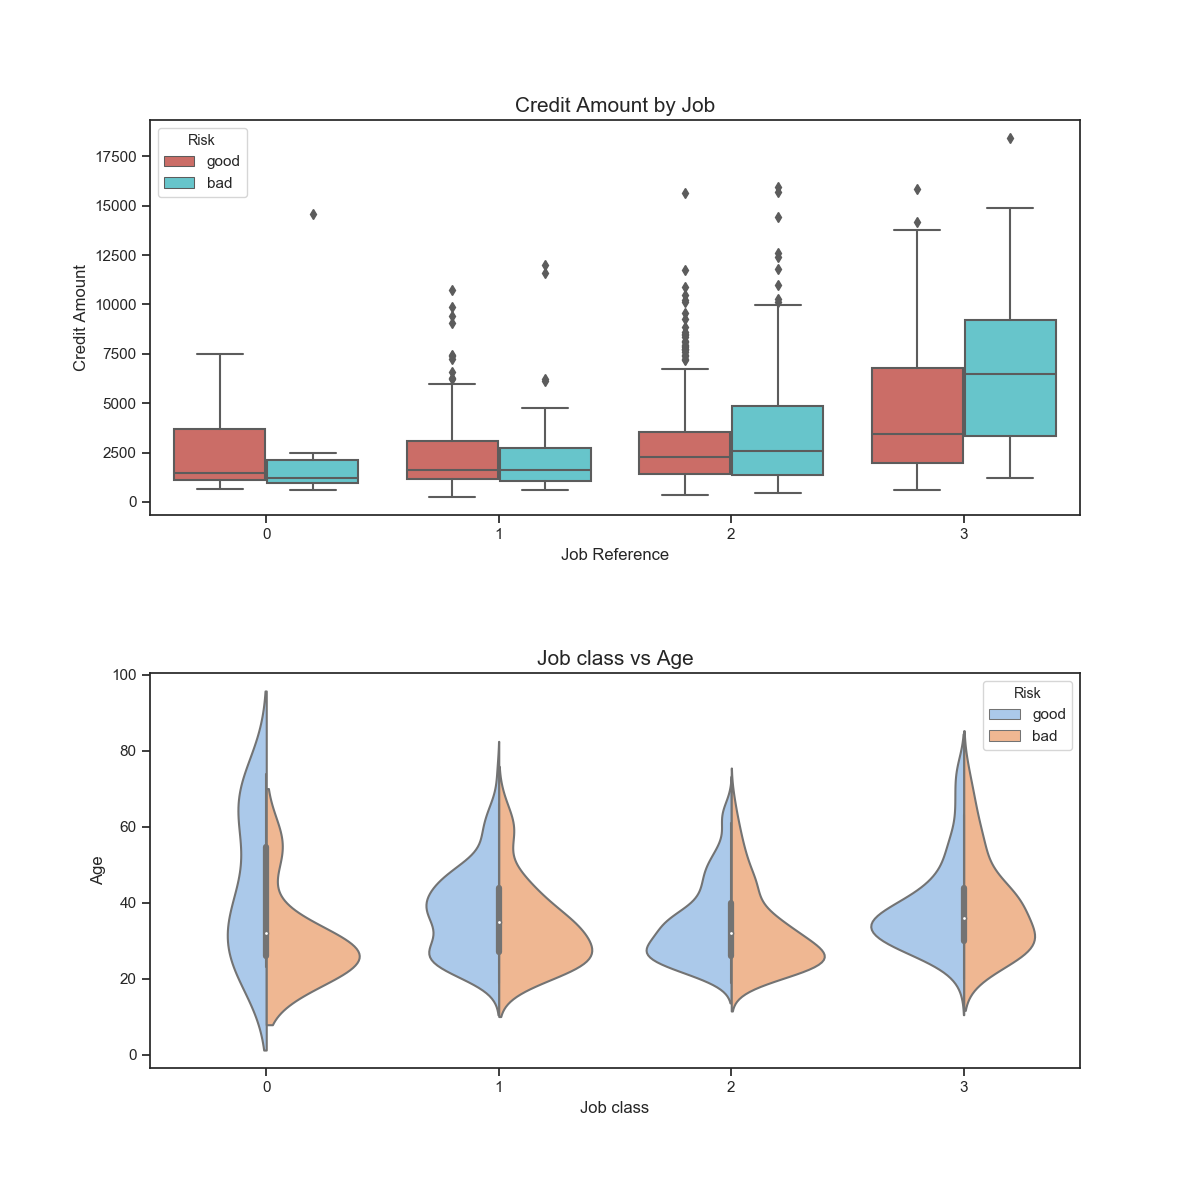 Credit Amount by Job
Risk
good
bad
17500
15000
12500
10000
7500
5000
2500
0
Credit Amount
0 1 2 3
Job Reference
Job class vs Age
Risk
good
bad
100
80
60
40
20
0
Age
0 1 2 3
Job class